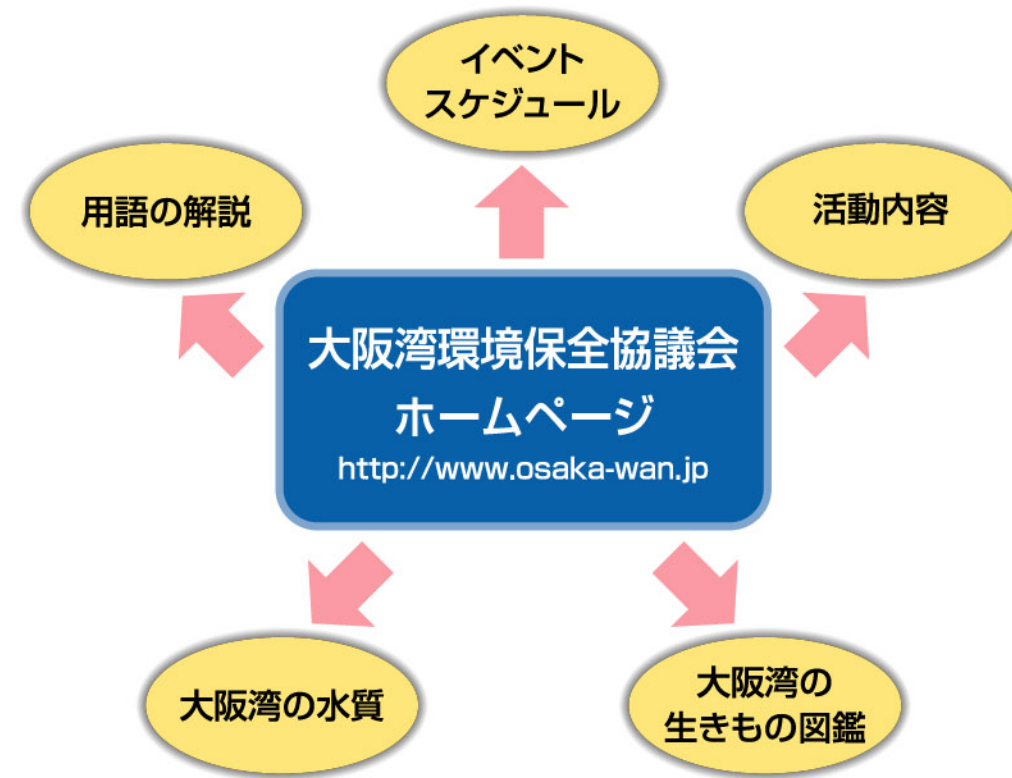 イベント
スケジュール
用語の解説
活動内容
大阪湾環境保全協議会
ホームページ
http://www.osaka-wan.jp
大阪湾の水質
大阪湾の
生きもの図鑑